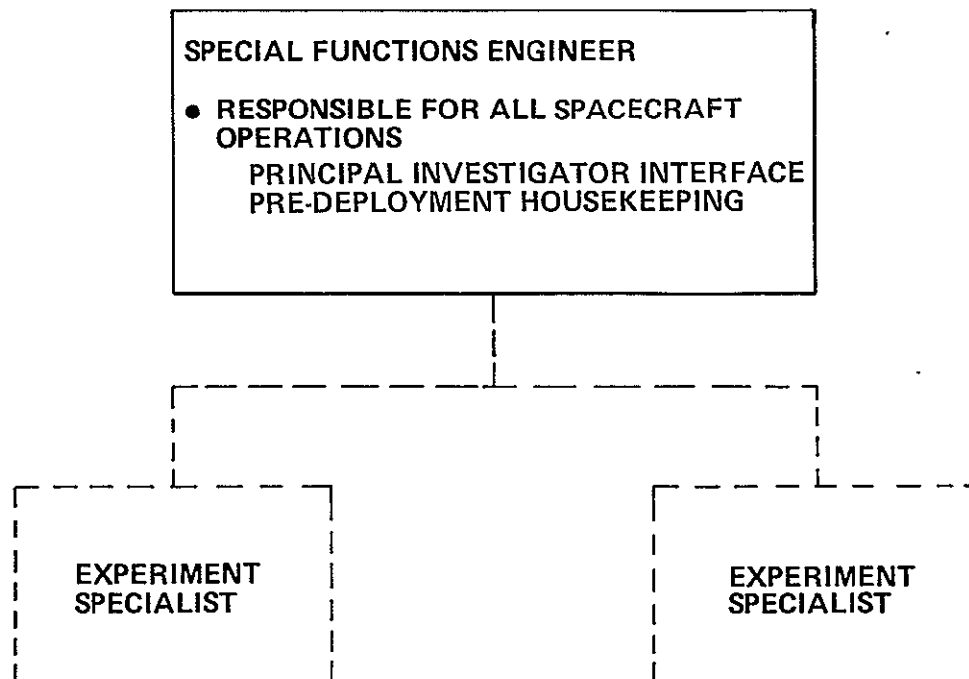 SPECIAL FUNCTIONS ENGINEER
● RESPONSIBLE FOR ALL SPACECRAFT
OPERATIONS
PRINCIPAL INVESTIGATOR INTERFACE
PRE-DEPLOYMENT HOUSEKEEPING
EXPERIMENT
SPECIALIST
EXPERIMENT
SPECIALIST